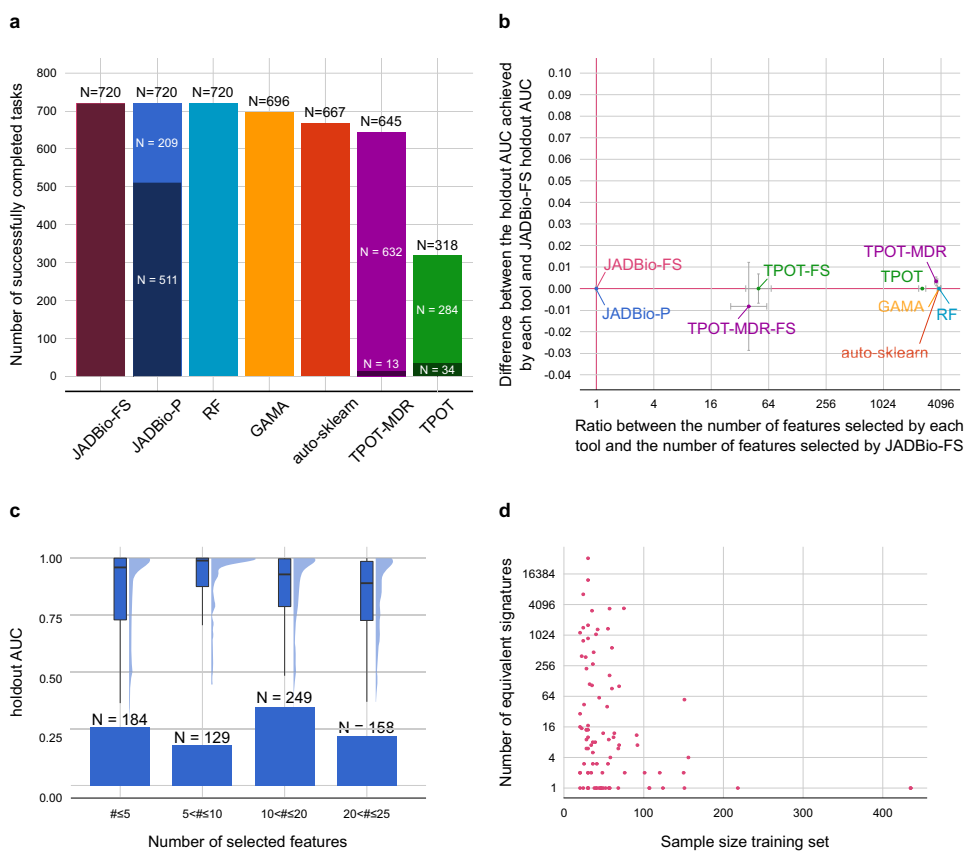 a
Number of successfully completed tasks
800
700
600
500
400
300
200
100
0
N=720
N=720
N=720
N=696
N=667
N=645
N=318
N = 209
N = 511
N = 632
N = 13
N = 284
N = 34
JADBio-FS
JADBio-P
RF
GAMA
auto-sklearn
TPOT-MDR
TPOT
b
Difference between the holdout AUC achieved
by each tool and JADBio-FS holdout AUC
0.10
0.09
0.08
0.07
0.06
0.05
0.04
0.03
0.02
0.01
0.00
-0.01
-0.02
-0.03
-0.04
JADBio-FS
JADBio-P
TPOT-FS
TPOT-MDR-FS
TPOT-MDR
TPOT
GAMA
RF
auto-sklearn
1
4
16
64
256
1024
4096
Ratio between the number of features selected by each
tool and the number of features selected by JADBio-FS
c
holdout AUC
1.00
0.75
0.50
0.25
0.00
N = 184
N = 129
N = 249
N = 158
#≤5
5<#≤10
10<#≤20
20<#≤25
Number of selected features
d
Number of equivalent signatures
16384
4096
1024
256
64
16
4
1
0
100
200
300
400
Sample size training set